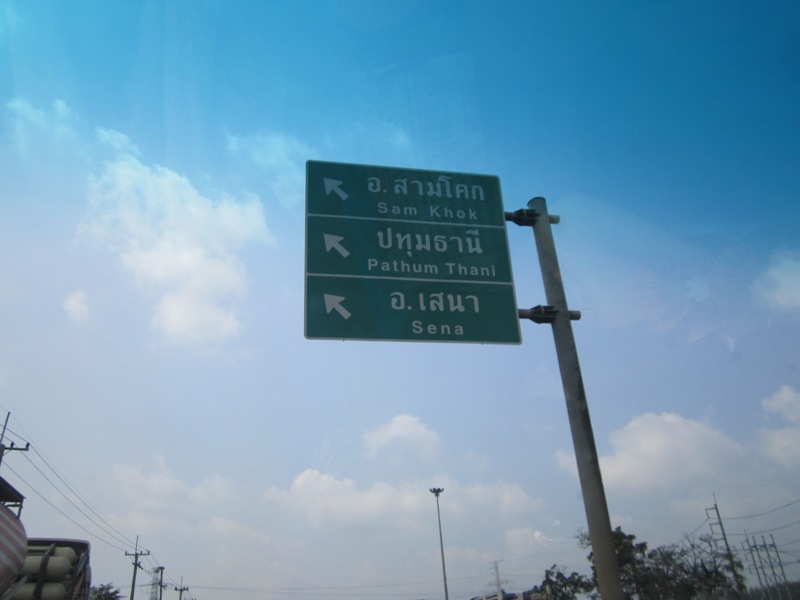 อ. สามโคก
Sam Khok
ปทุมธานี
Pathum Thani
อ. เสนา
Sena